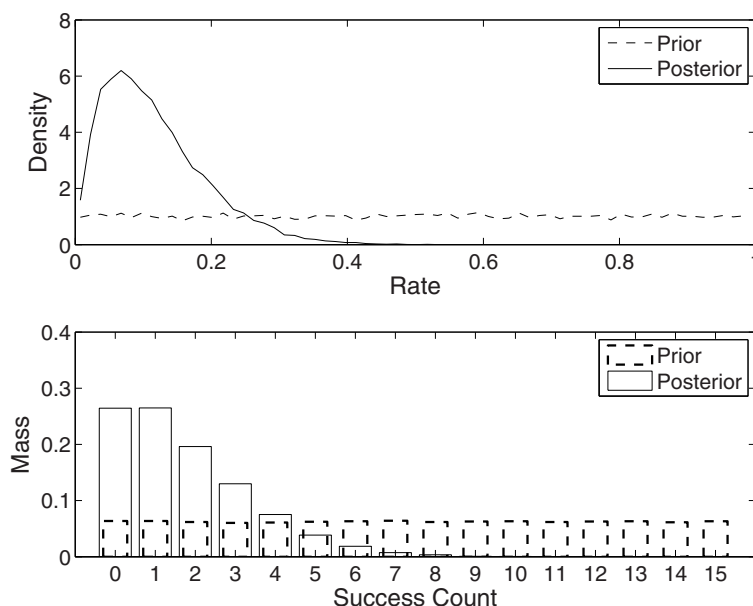 8
6
4
2
0
Density
Prior
Posterior
0
0.2
0.4
0.6
0.8
1
Rate
0.4
0.3
0.2
0.1
0
Mass
Prior
Posterior
0 1 2 3 4 5 6 7 8 9 10 11 12 13 14 15
Success Count